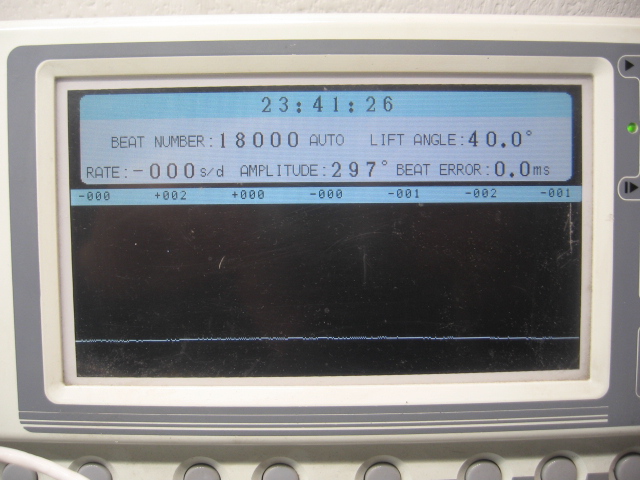 23:41:26
BEAT NUMBER:18000 AUTO LIFT ANGLE:40.0°
RATE:-000s/d AMPLITUDE:297° BEAT ERROR:0.0ms
-000 +002 +000 -000 -001 -002 -001